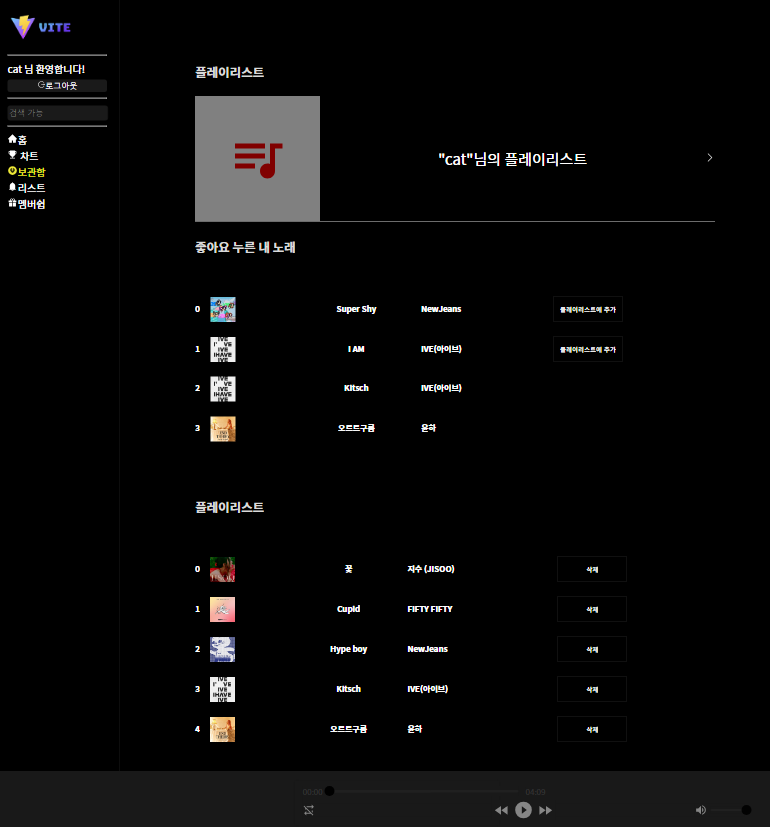 VITE
cat 님 환영합니다!
로그아웃
검색 가능
홈
차트
보관함
리스트
멤버쉽
플레이리스트
"cat"님의 플레이리스트
좋아요 누른 내 노래
0 Super Shy NewJeans 플레이리스트에 추가
1 I AM IVE(아이브) 플레이리스트에 추가
2 Kitsch IVE(아이브)
3 오르트구름 윤하
플레이리스트
0 꽃 지수 (JISOO) 삭제
1 Cupid FIFTY FIFTY 삭제
2 Hype boy NewJeans 삭제
3 Kitsch IVE(아이브) 삭제
4 오르트구름 윤하 삭제
00:00